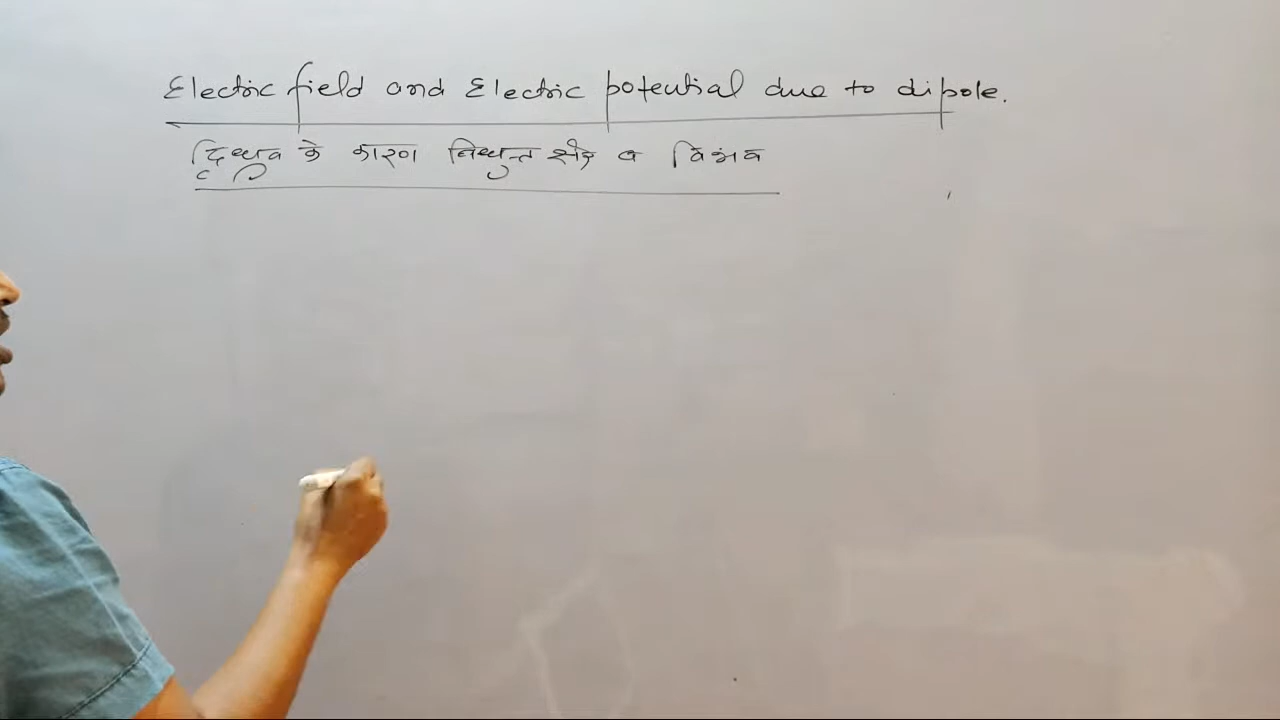 Electric field and Electric potential due to dipole.
द्विध्रुव के कारण विधुत क्षेत्र व विभव